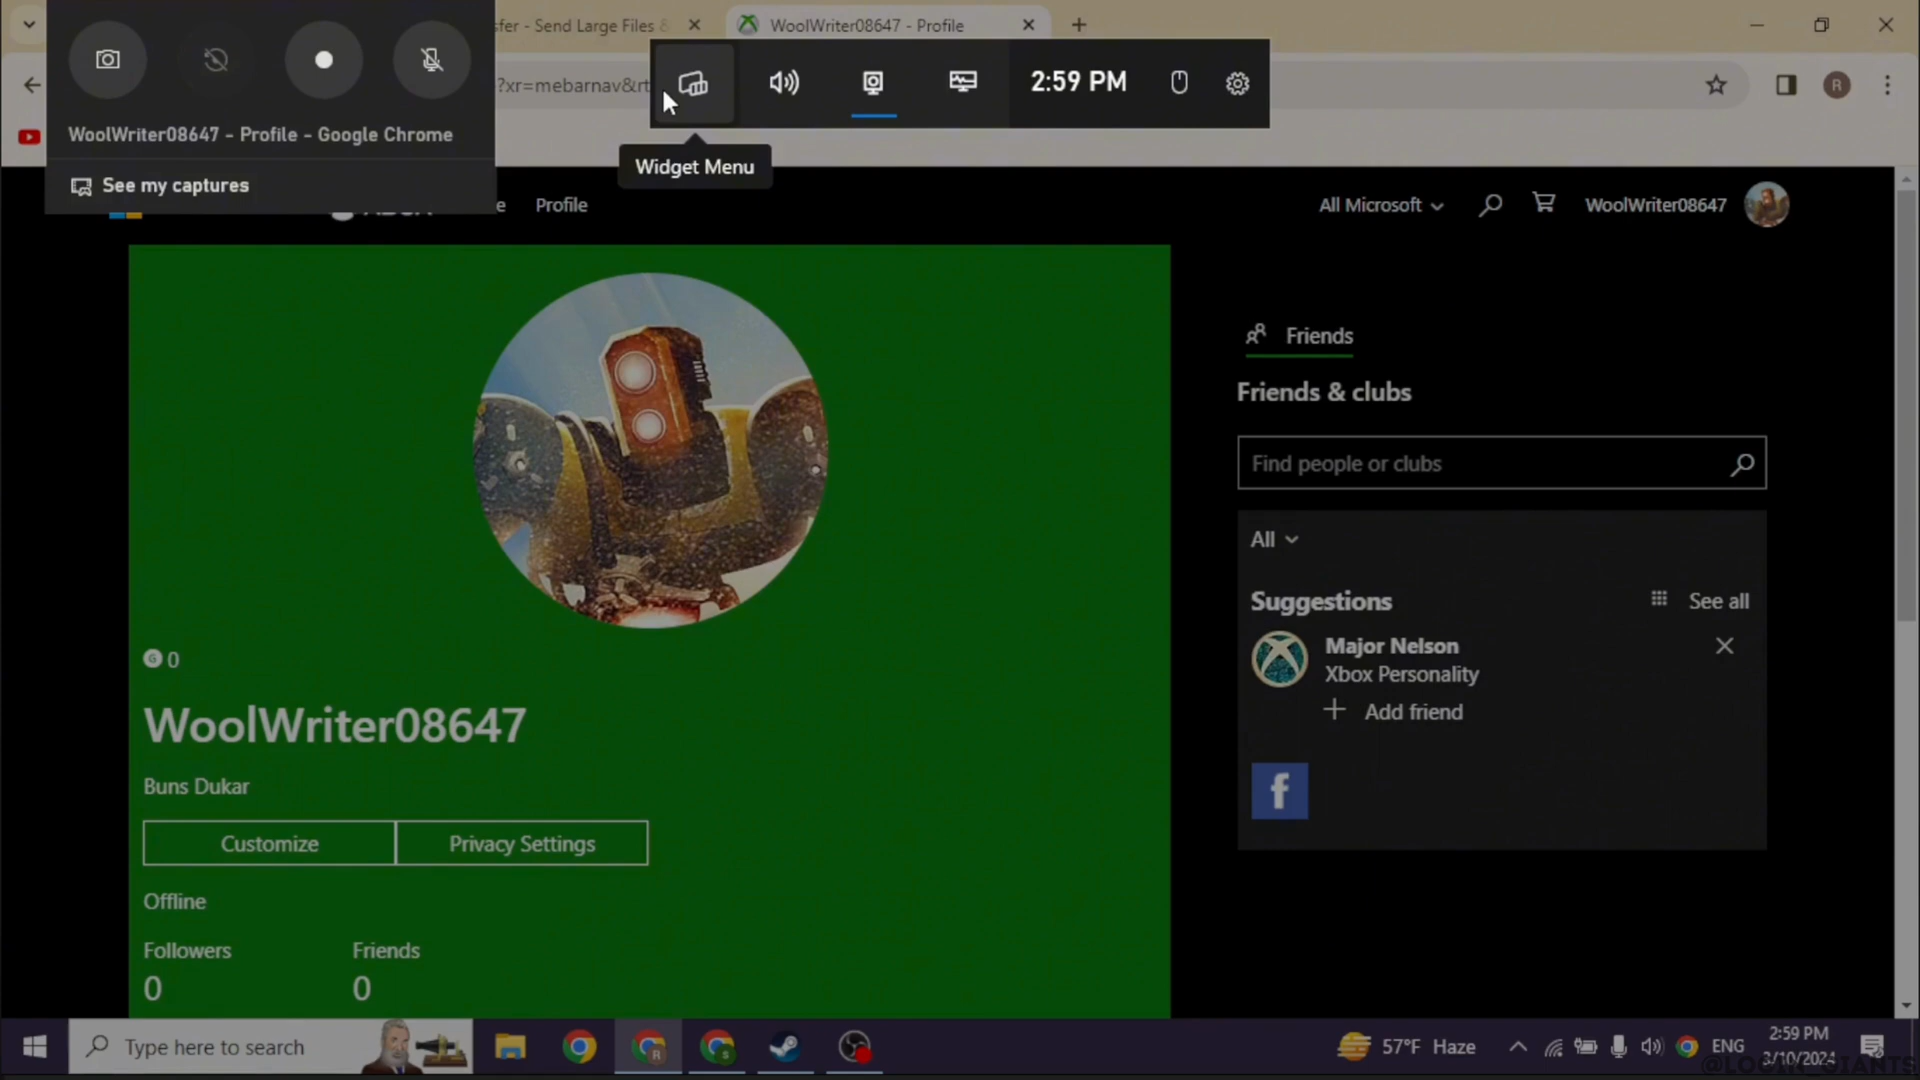 fer - Send Large Files &
WoolWriter08647 - Profile
?xr=mebarnav&rt
2:59 PM
R
WoolWriter08647 - Profile - Google Chrome
Widget Menu
See my captures
Profile
All Microsoft
WoolWriter08647
Friends
Friends & clubs
Find people or clubs
All
Suggestions
See all
Major Nelson
Xbox Personality
Add friend
f
G 0
WoolWriter08647
Buns Dukar
Customize
Privacy Settings
Offline
Followers
Friends
0
0
Type here to search
R
S
57°F Haze
ENG
2:59 PM
3/10/2024